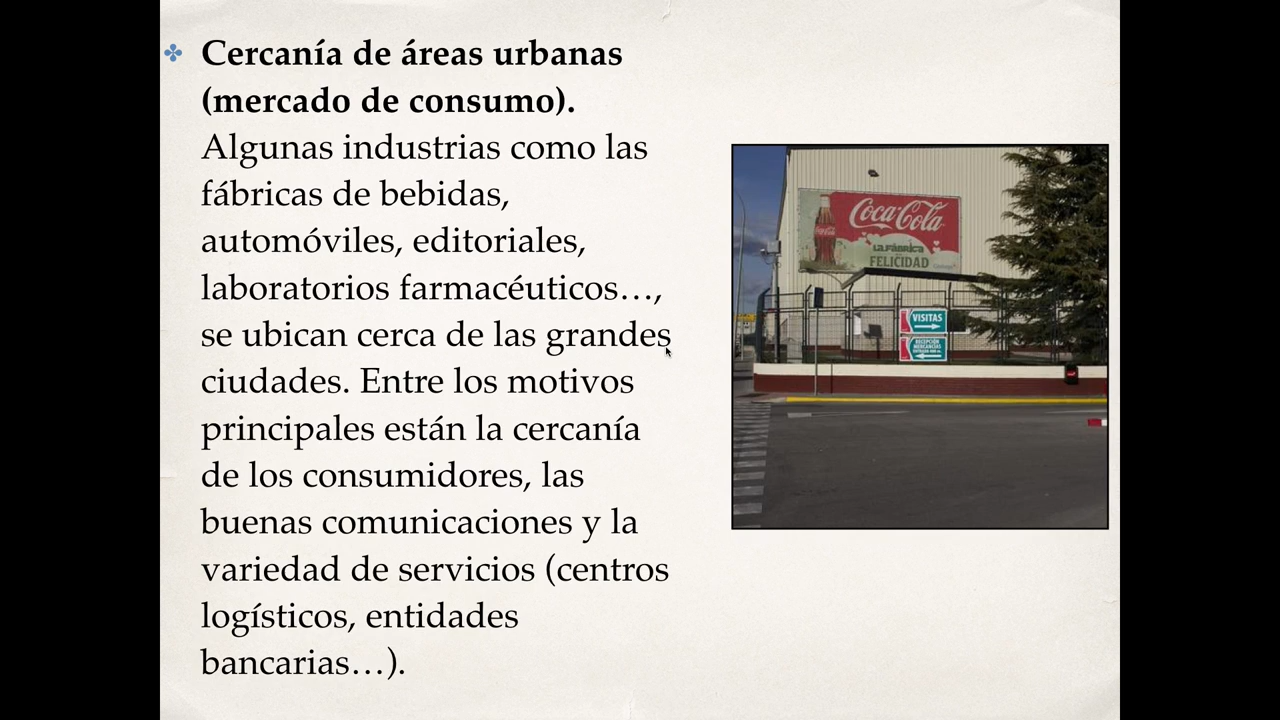 Cercanía de áreas urbanas
(mercado de consumo).
Algunas industrias como las
fábricas de bebidas,
automóviles, editoriales,
laboratorios farmacéuticos…,
se ubican cerca de las grandes
ciudades. Entre los motivos
principales están la cercanía
de los consumidores, las
buenas comunicaciones y la
variedad de servicios (centros
logísticos, entidades
bancarias…).
Coca-Cola
LA FÁBRICA
FELICIDAD
VISITAS
RECEPCIÓN
MERCANCÍAS